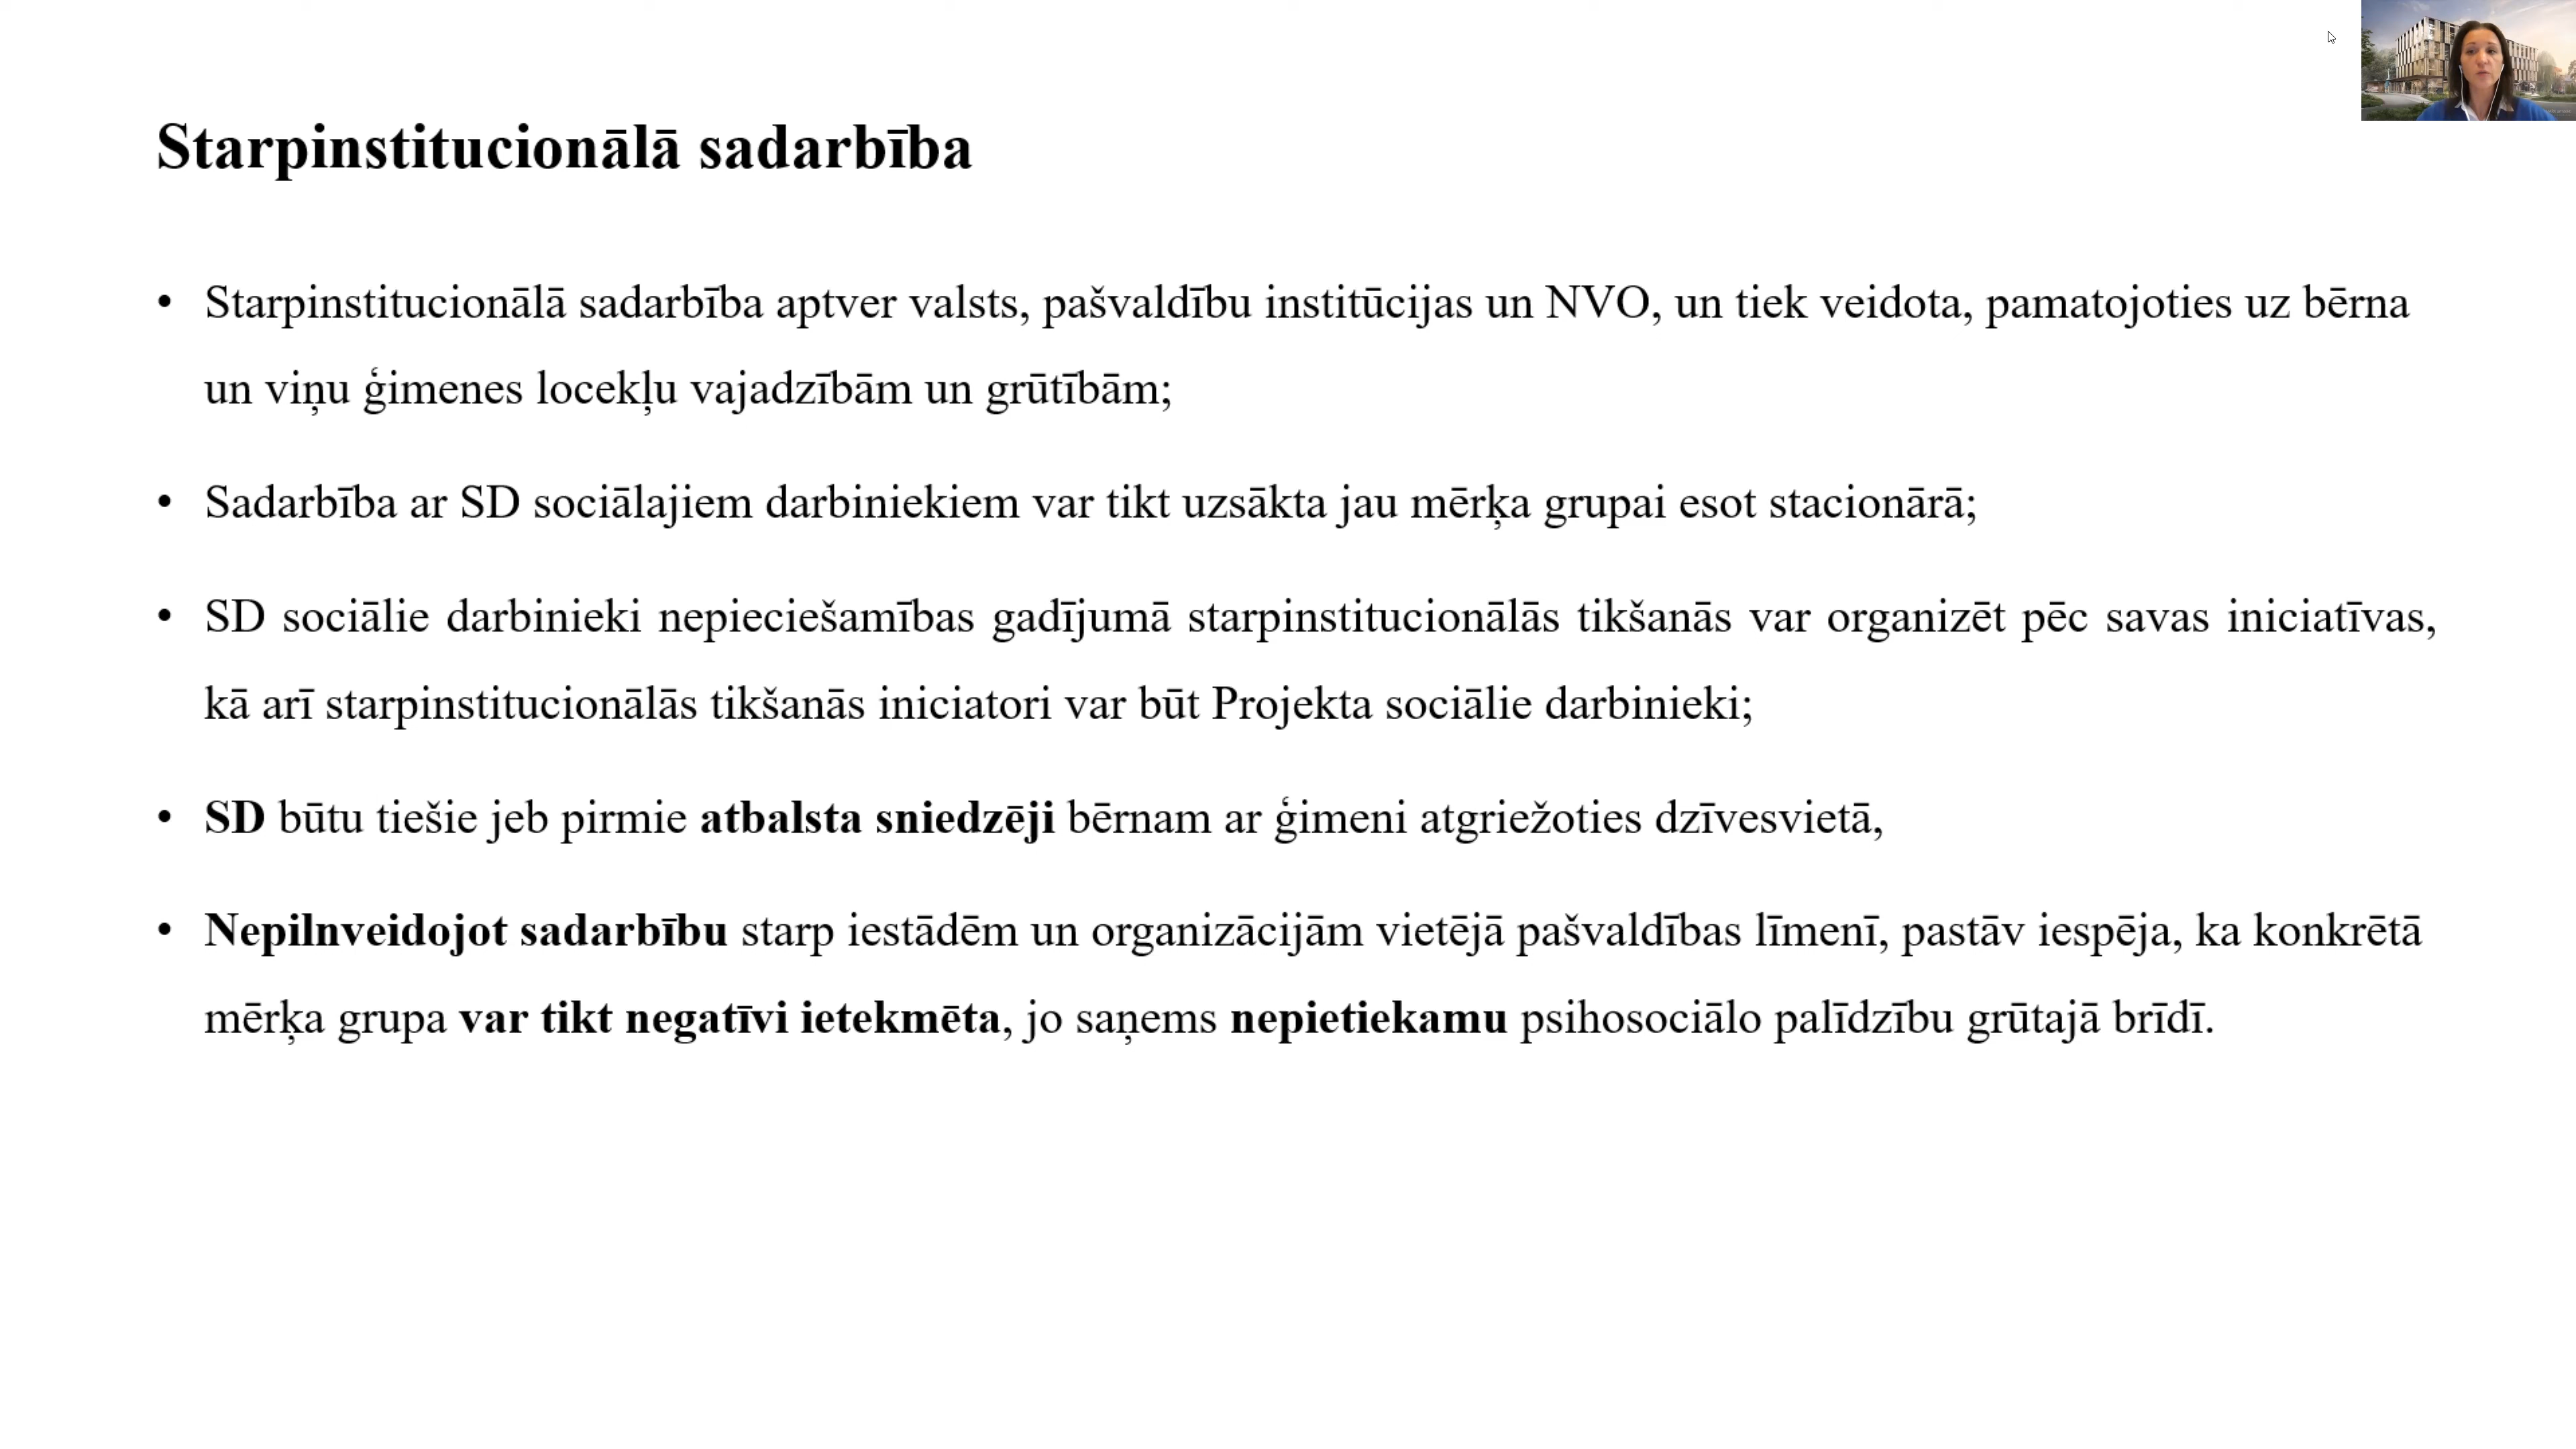 Starpinstitucionālā sadarbība
• Starpinstitucionālā sadarbība aptver valsts, pašvaldību institūcijas un NVO, un tiek veidota, pamatojoties uz bērna
un viņu ģimenes locekļu vajadzībām un grūtībām;
• Sadarbība ar SD sociālajiem darbiniekiem var tikt uzsākta jau mērķa grupai esot stacionārā;
• SD sociālie darbinieki nepieciešamības gadījumā starpinstitucionālās tikšanās var organizēt pēc savas iniciatīvas,
kā arī starpinstitucionālās tikšanās iniciatori var būt Projekta sociālie darbinieki;
• SD būtu tiešie jeb pirmie atbalsta sniedzēji bērnam ar ģimeni atgriežoties dzīvesvietā,
• Nepilnveidojot sadarbību starp iestādēm un organizācijām vietējā pašvaldības līmenī, pastāv iespēja, ka konkrētā
mērķa grupa var tikt negatīvi ietekmēta, jo saņems nepietiekamu psihosociālo palīdzību grūtajā brīdī.